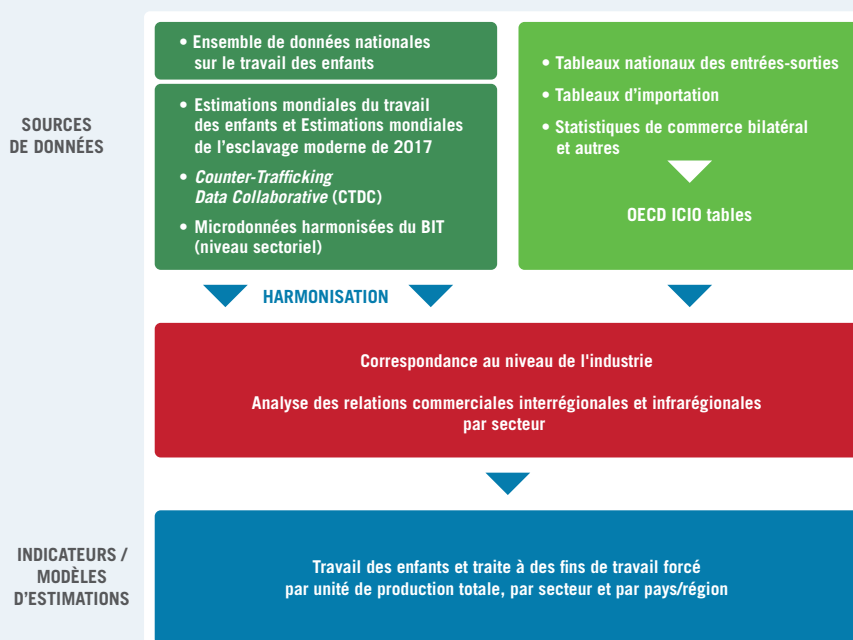 SOURCES
DE DONNÉES
• Ensemble de données nationales
sur le travail des enfants
• Estimations mondiales du travail
des enfants et Estimations mondiales
de l'esclavage moderne de 2017
• Counter-Trafficking
Data Collaborative (CTDC)
• Microdonnées harmonisées du BIT
(niveau sectoriel)
• Tableaux nationaux des entrées-sorties
• Tableaux d'importation
• Statistiques de commerce bilatéral
et autres
OECD ICIO tables
HARMONISATION
Correspondance au niveau de l'industrie
Analyse des relations commerciales interrégionales et infrarégionales
par secteur
INDICATEURS /
MODÈLES
D'ESTIMATIONS
Travail des enfants et traite à des fins de travail forcé
par unité de production totale, par secteur et par pays/région